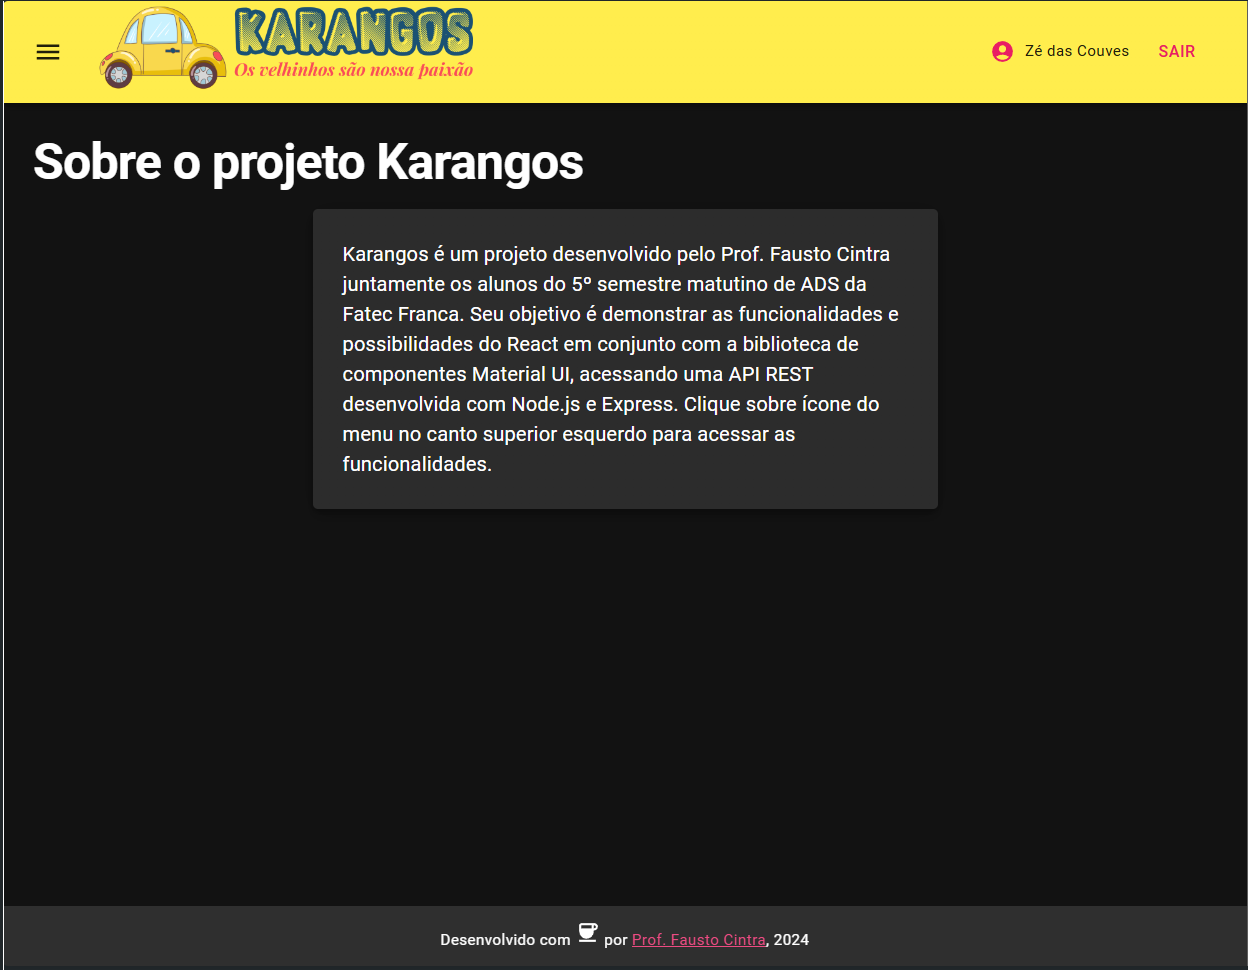 KARANGOS
Os velhinhos são nossa paixão
Zé das Couves SAIR
Sobre o projeto Karangos
Karangos é um projeto desenvolvido pelo Prof. Fausto Cintra
juntamente os alunos do 5º semestre matutino de ADS da
Fatec Franca. Seu objetivo é demonstrar as funcionalidades e
possibilidades do React em conjunto com a biblioteca de
componentes Material UI, acessando uma API REST
desenvolvida com Node.js e Express. Clique sobre ícone do
menu no canto superior esquerdo para acessar as
funcionalidades.
Desenvolvido com por Prof. Fausto Cintra, 2024